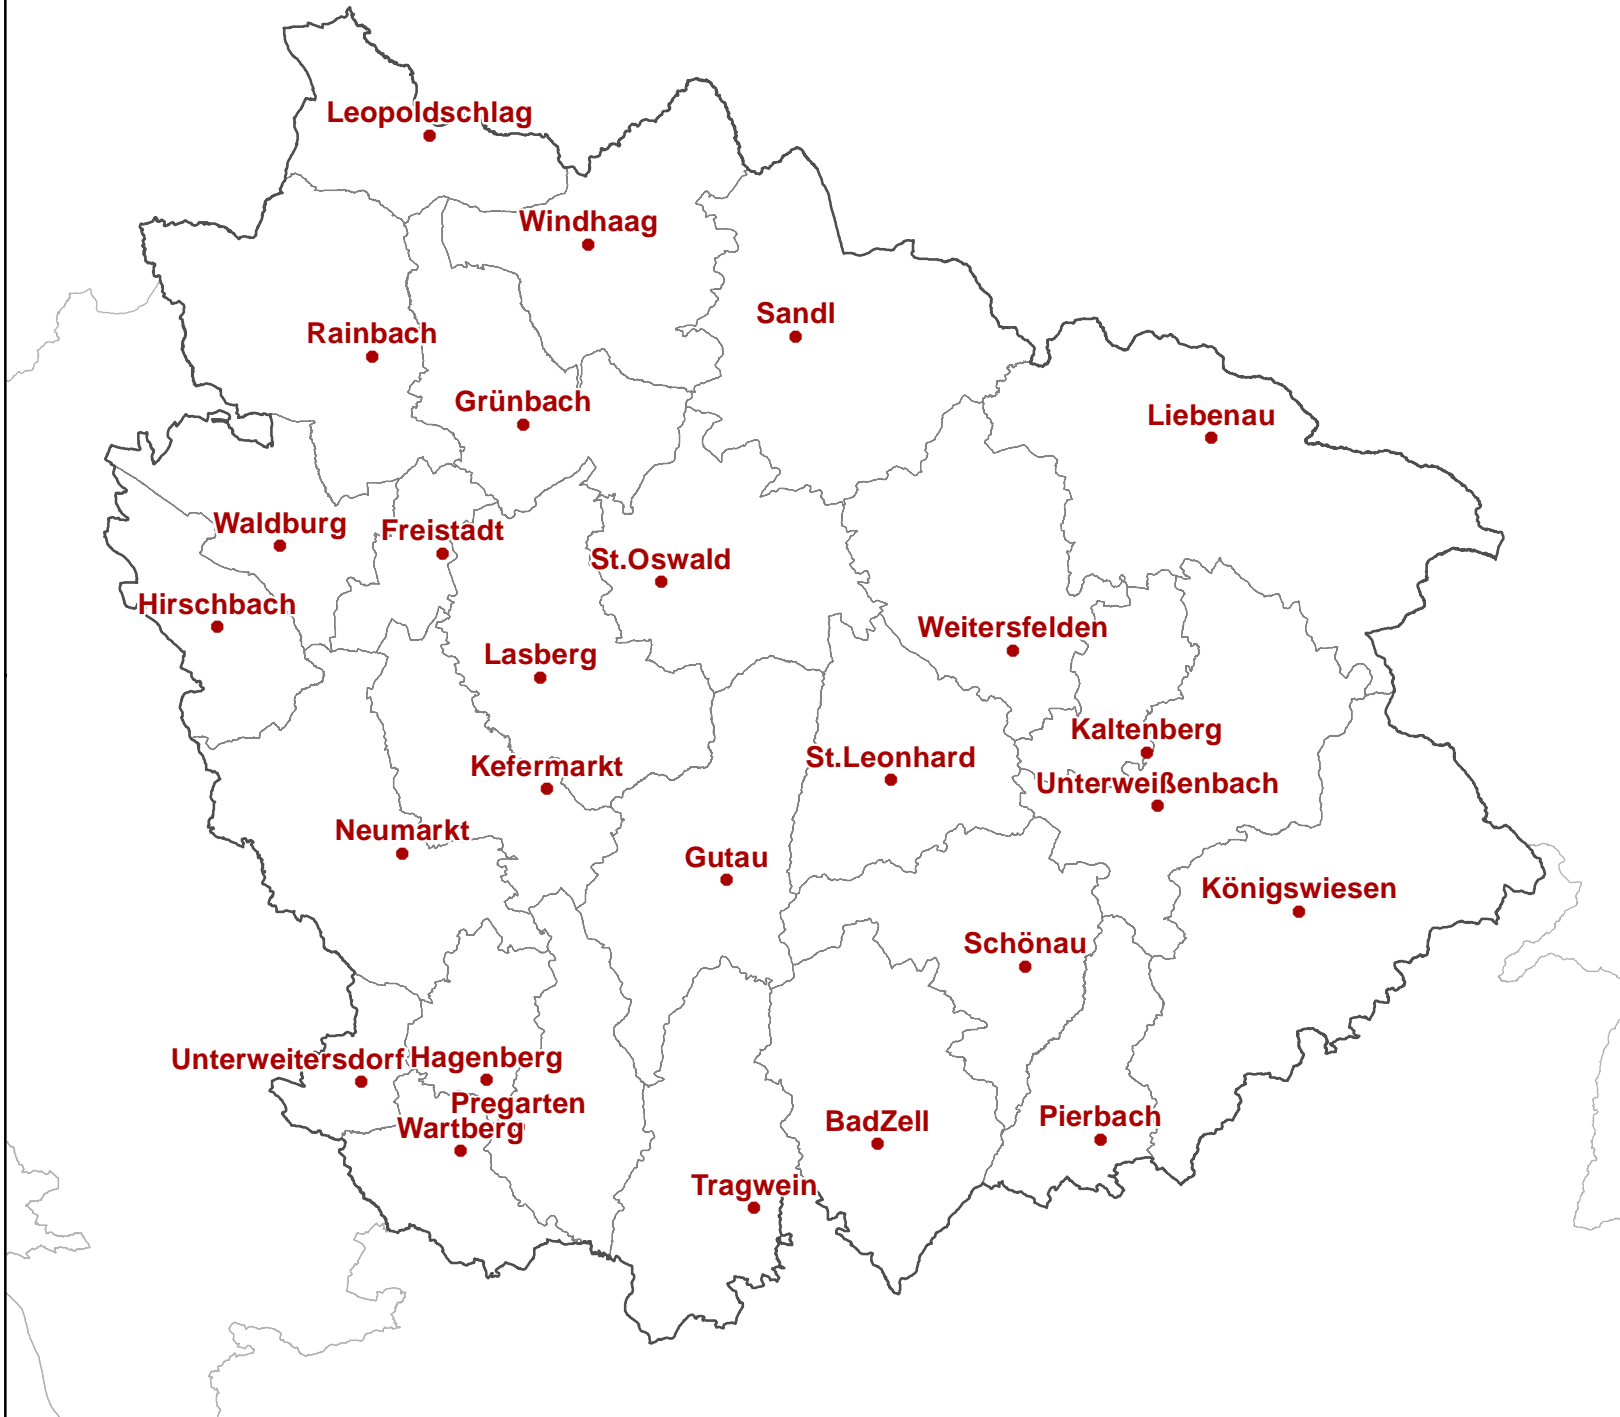 Leopoldschlag
Windhaag
Sandl
Rainbach
Grünbach
Liebenau
Waldburg
Freistadt
St.Oswald
Hirschbach
Weitersfelden
Lasberg
Kaltenberg
St.Leonhard
Kefermarkt
Unterweißenbach
Neumarkt
Gutau
Königswiesen
Schönau
Unterweitersdorf
Hagenberg
Pregarten
Pierbach
BadZell
Wartberg
Tragwein